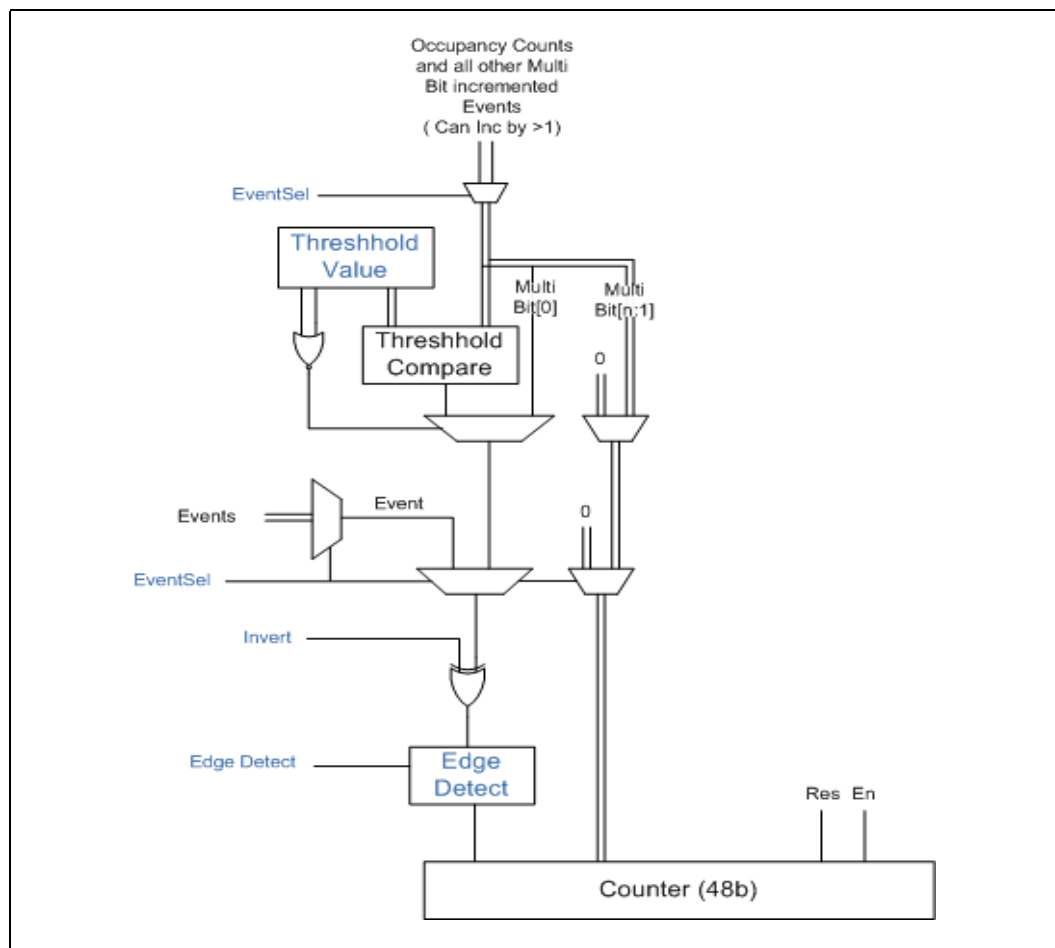 Occupancy Counts
and all other Multi
Bit incremented
Events
( Can Inc by >1)
EventSel
Threshhold
Value
Multi
Bit[0]
Multi
Bit[n:1]
Threshhold
Compare
0
Events
Event
0
EventSel
Invert
Edge Detect
Edge
Detect
Res En
Counter (48b)